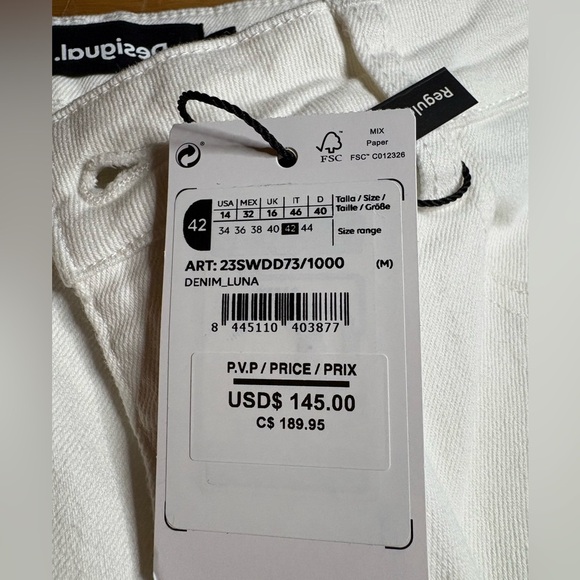 Desigual.
Regul
MIX
Paper
FSC
FSC™ C012326
42
USA MEX UK IT D
14 32 16 46 40
Talla / Size /
Taille / Größe
34 36 38 40 42 44
Size range
ART: 23SWDD73/1000 (M)
DENIM_LUNA
8 445110 403877
P.V.P / PRICE / PRIX
USD$ 145.00
C$ 189.95